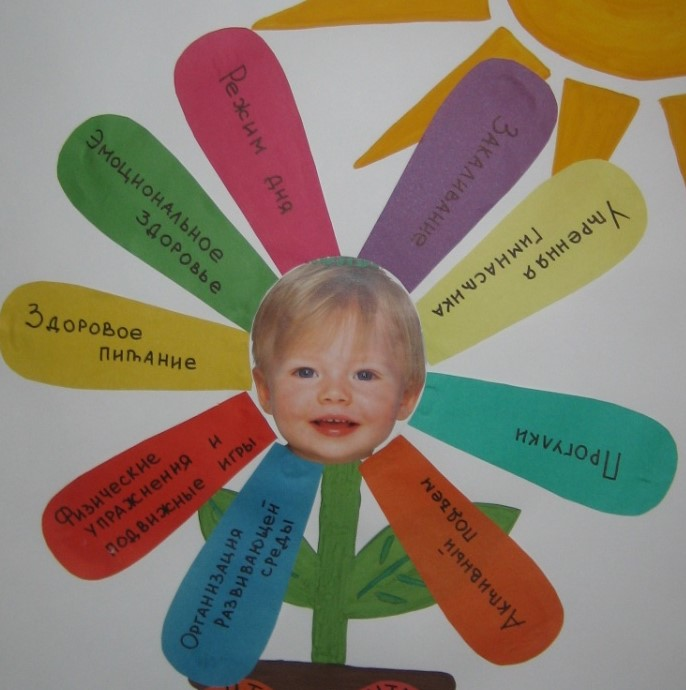 Режим дня
Закаливание
Утренняя
гимнастика
Прогулки
Активный подъем
Организация
развивающей
среды
Физические
упражнения и
подвижные игры
Здоровое
питание
Эмоциональное
здоровье